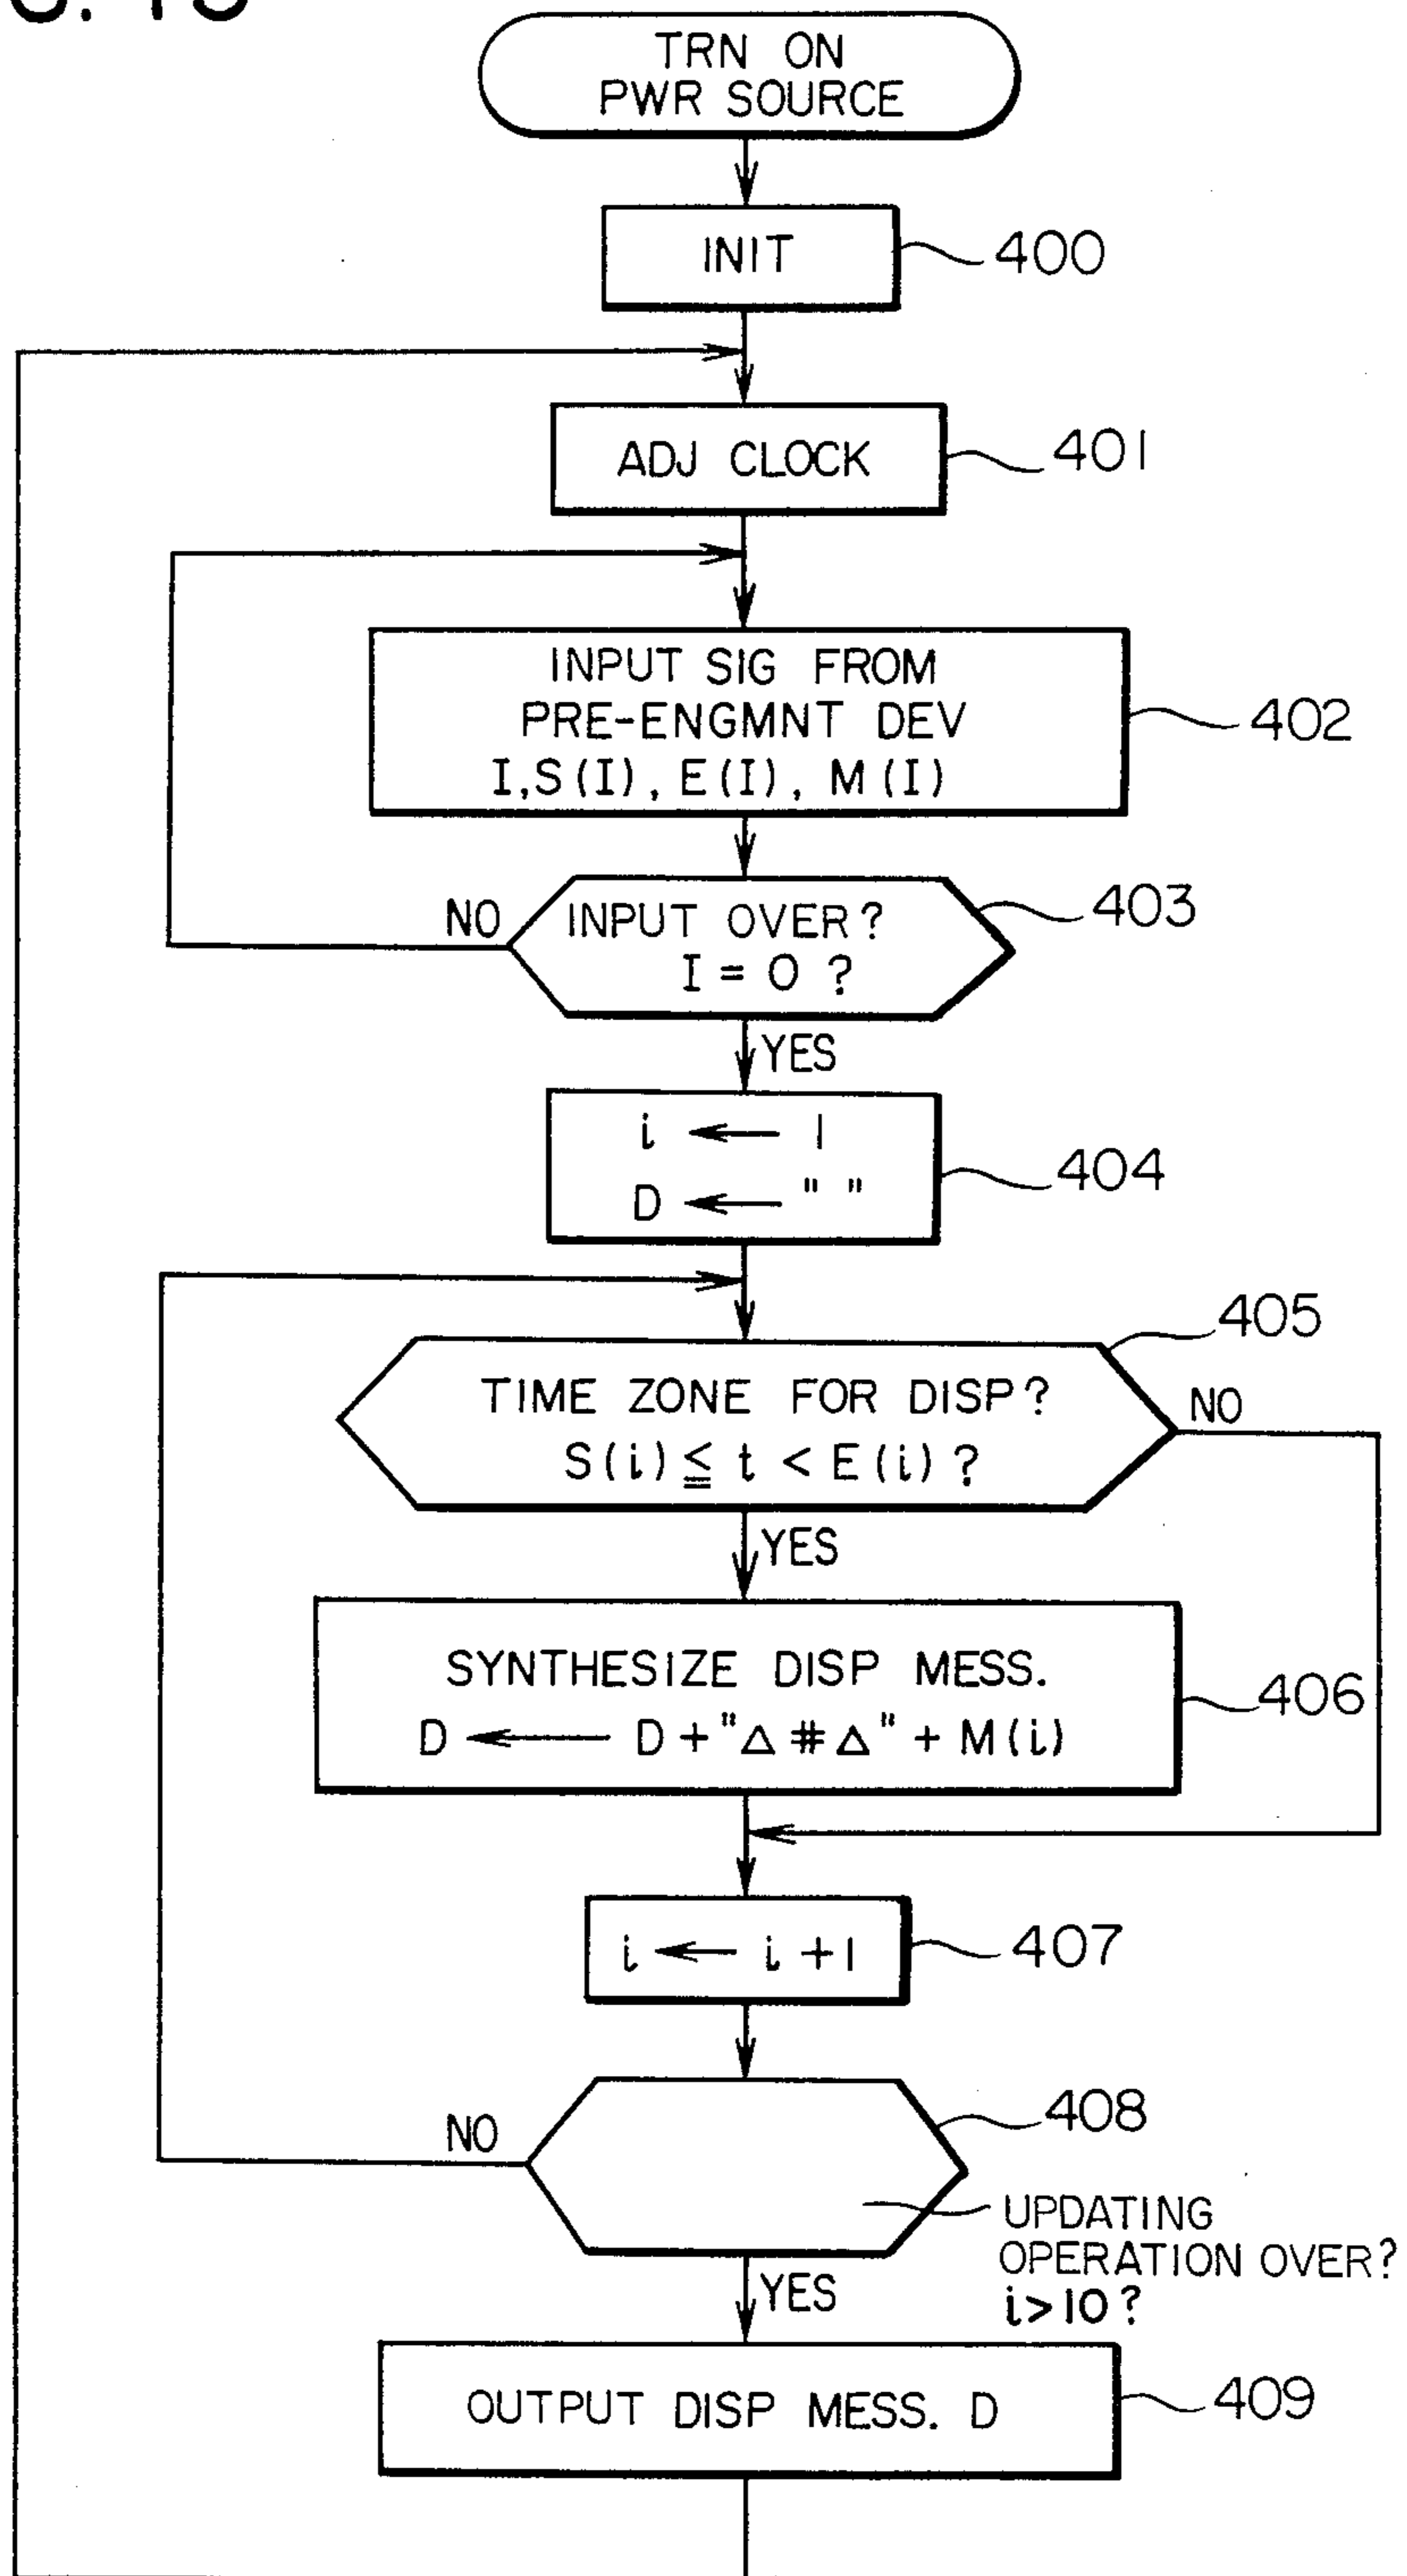 TRN ON
PWR SOURCE
INIT
400
ADJ CLOCK
401
INPUT SIG FROM
PRE-ENGMNT DEV
I,S(I), E(I), M(I)
402
INPUT OVER?
I = 0 ?
403
NO
YES
i ← 1
D ← " "
404
405
TIME ZONE FOR DISP?
S(i) ≦ t < E(i) ?
NO
YES
SYNTHESIZE DISP MESS.
D ← D + "△ # △" + M(i)
406
i ← i + 1
407
408
NO
UPDATING
OPERATION OVER?
i>10?
YES
OUTPUT DISP MESS. D
409